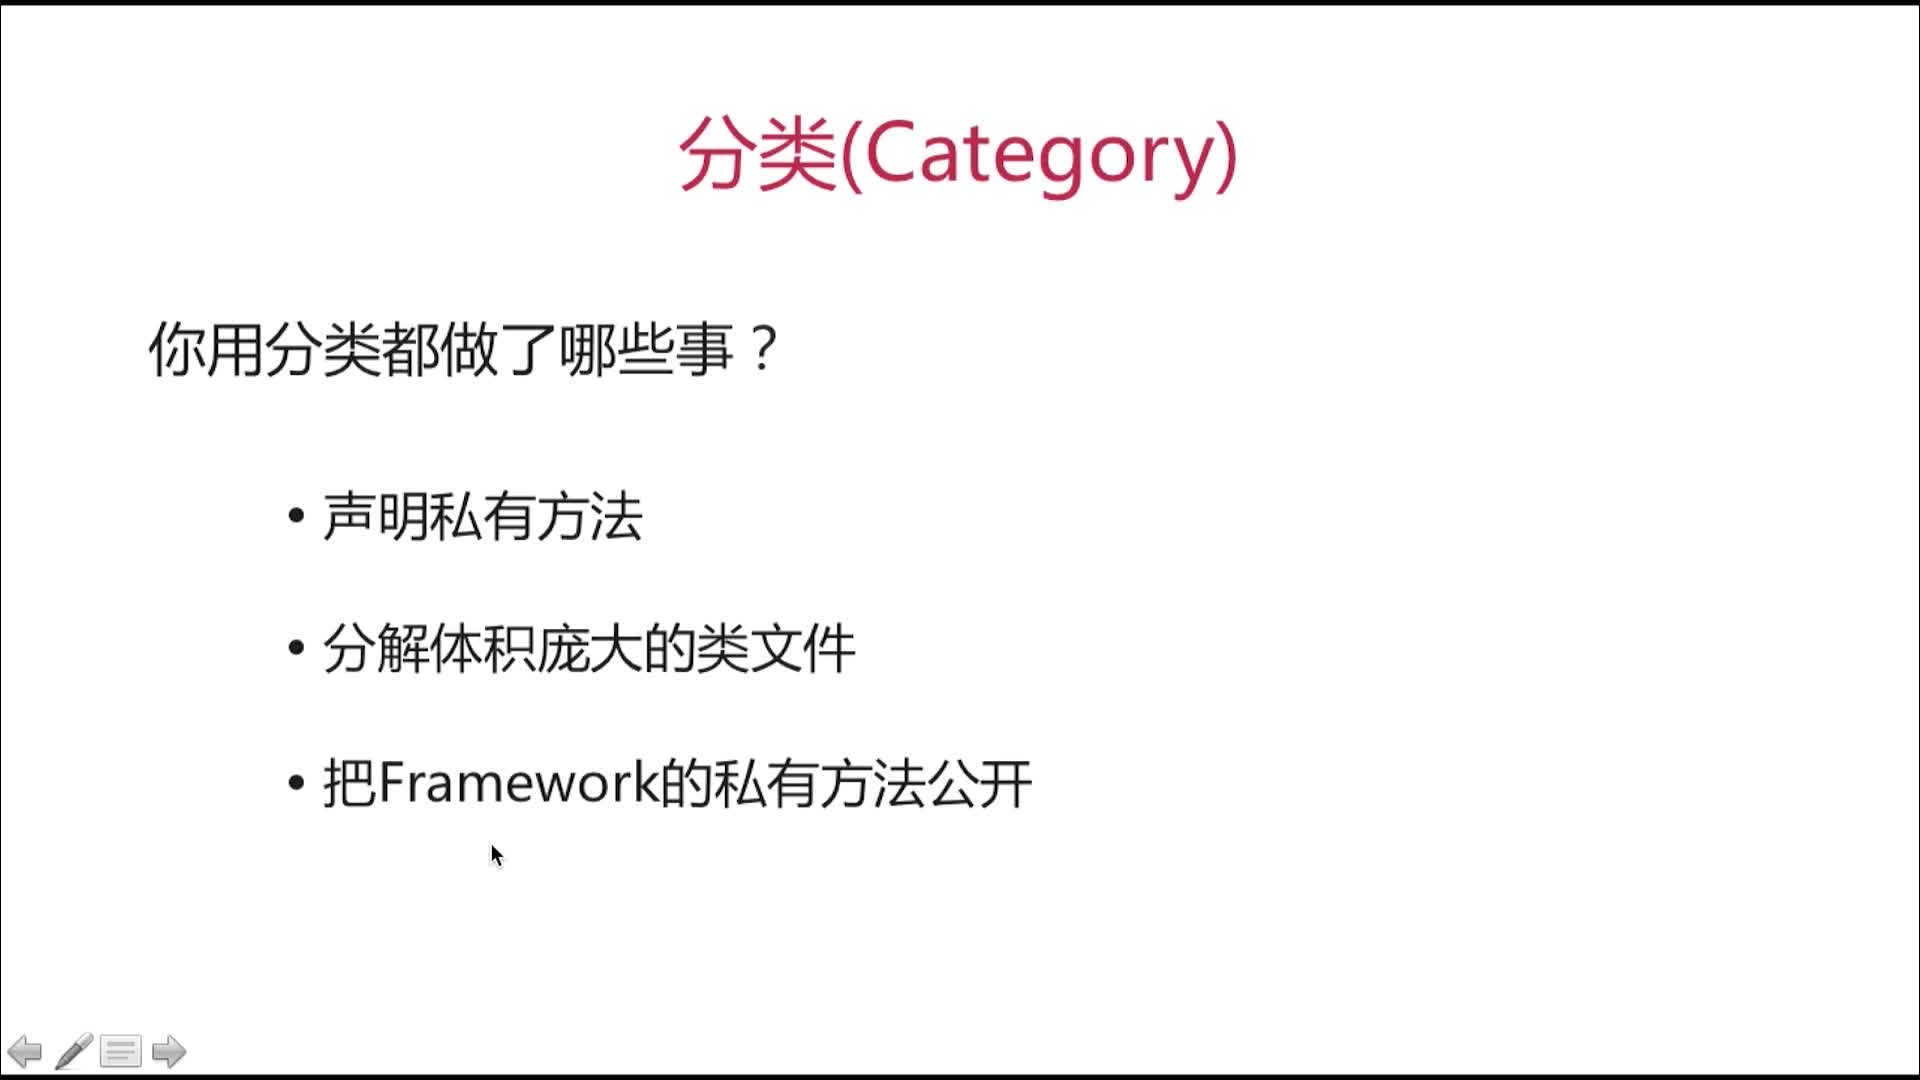 分类(Category)
你用分类都做了哪些事？
• 声明私有方法
• 分解体积庞大的类文件
• 把Framework的私有方法公开